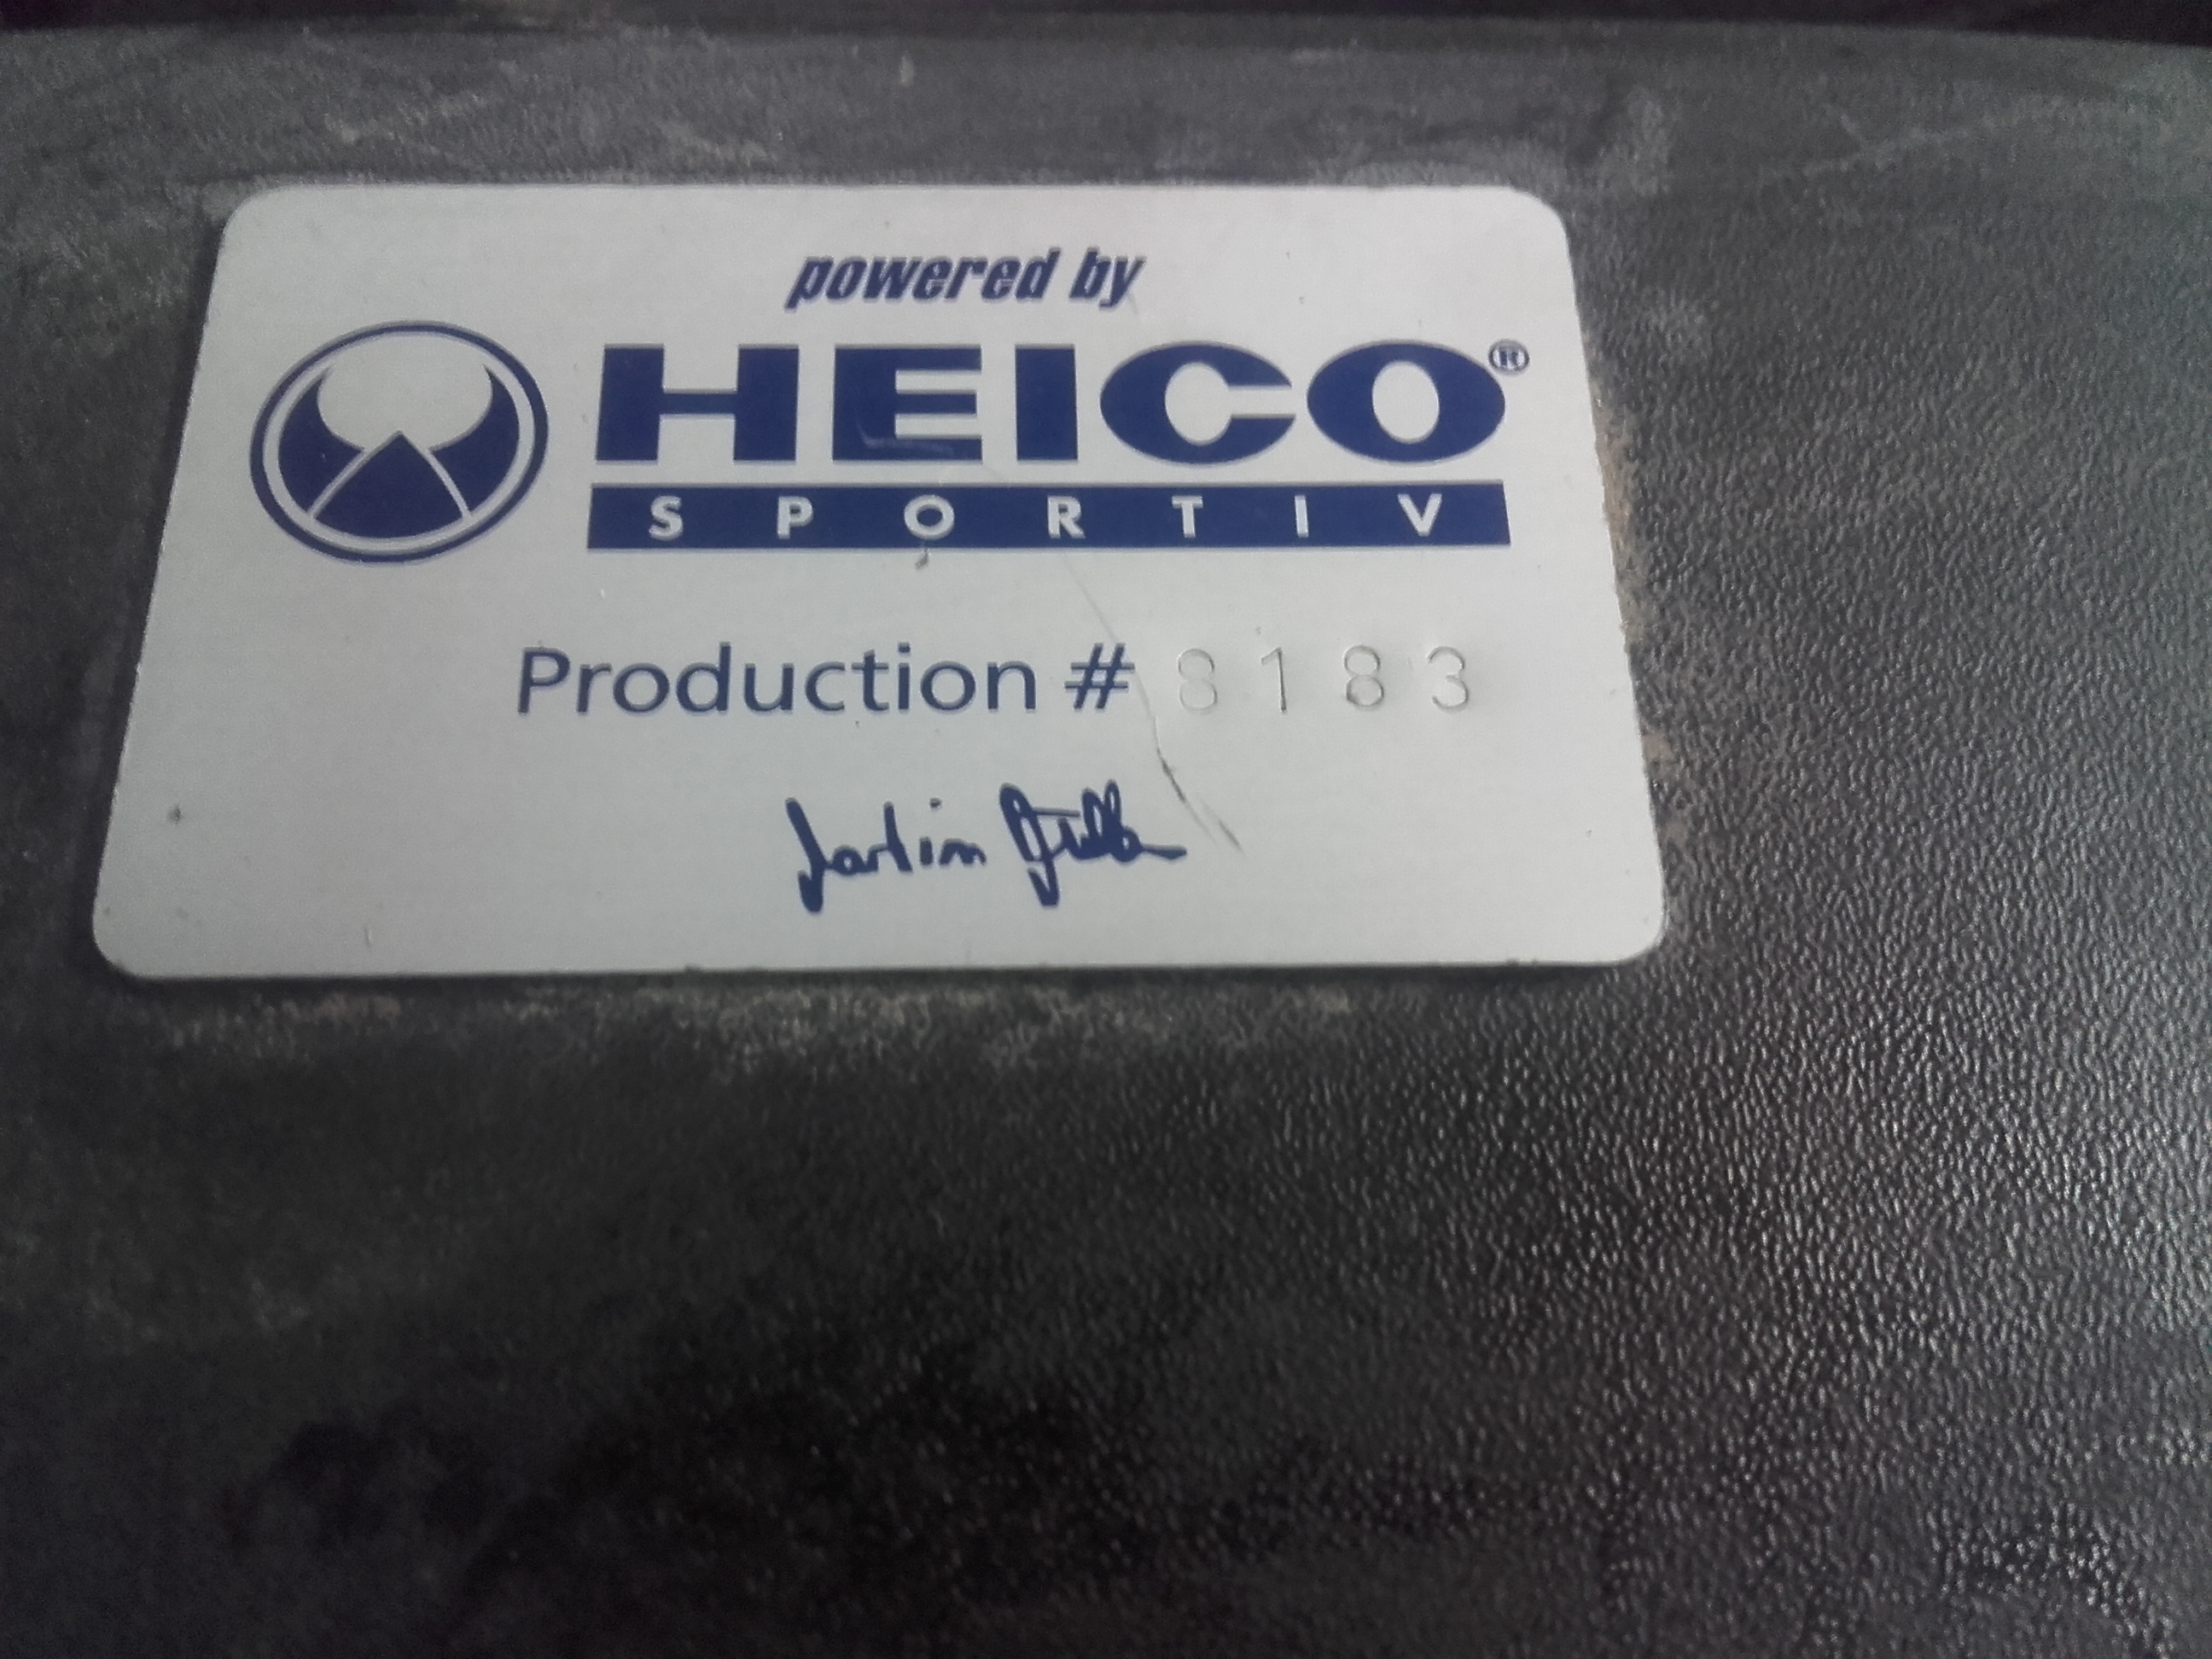 powered by
HEICO®
SPORTIV
Production # 8183